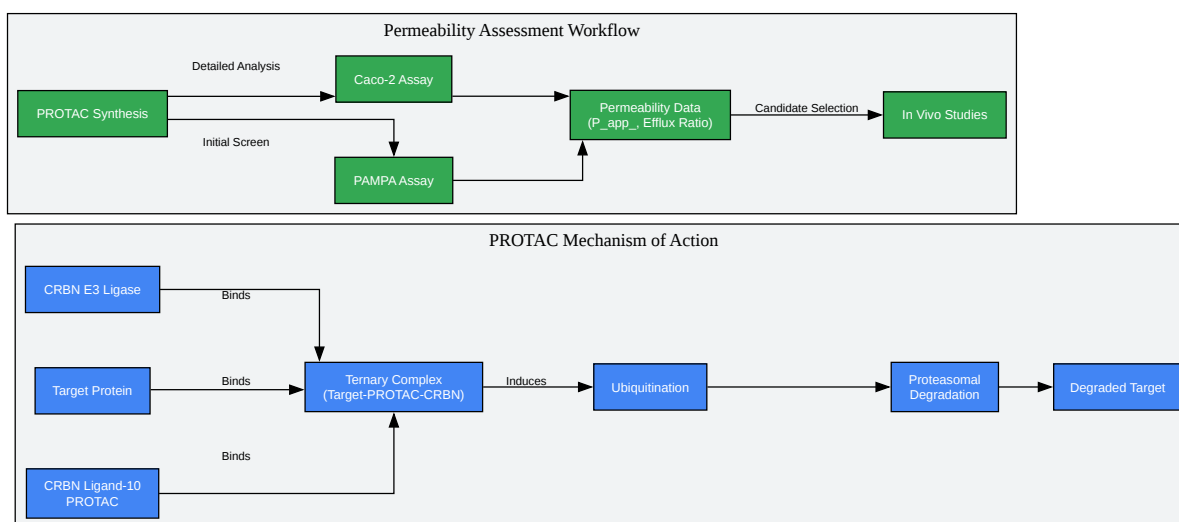 Permeability Assessment Workflow
Detailed Analysis
Caco-2 Assay
PROTAC Synthesis
Permeability Data
(P_app_, Efflux Ratio)
Candidate Selection
In Vivo Studies
Initial Screen
PAMPA Assay
PROTAC Mechanism of Action
CRBN E3 Ligase
Binds
Target Protein
Binds
Ternary Complex
(Target-PROTAC-CRBN)
Induces
Ubiquitination
Proteasomal
Degradation
Degraded Target
Binds
CRBN Ligand-10
PROTAC